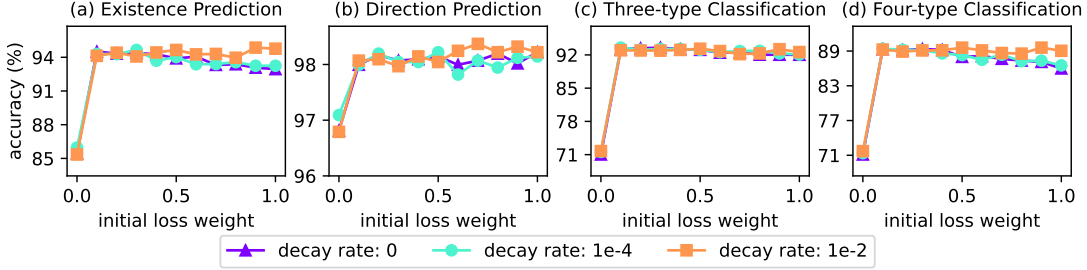 (a) Existence Prediction
(b) Direction Prediction
(c) Three-type Classification
(d) Four-type Classification
accuracy (%)
94
91
88
85
98
97
96
92
85
78
71
89
83
77
71
0.0 0.5 1.0
0.0 0.5 1.0
0.0 0.5 1.0
0.0 0.5 1.0
initial loss weight
initial loss weight
initial loss weight
initial loss weight
decay rate: 0
decay rate: 1e-4
decay rate: 1e-2